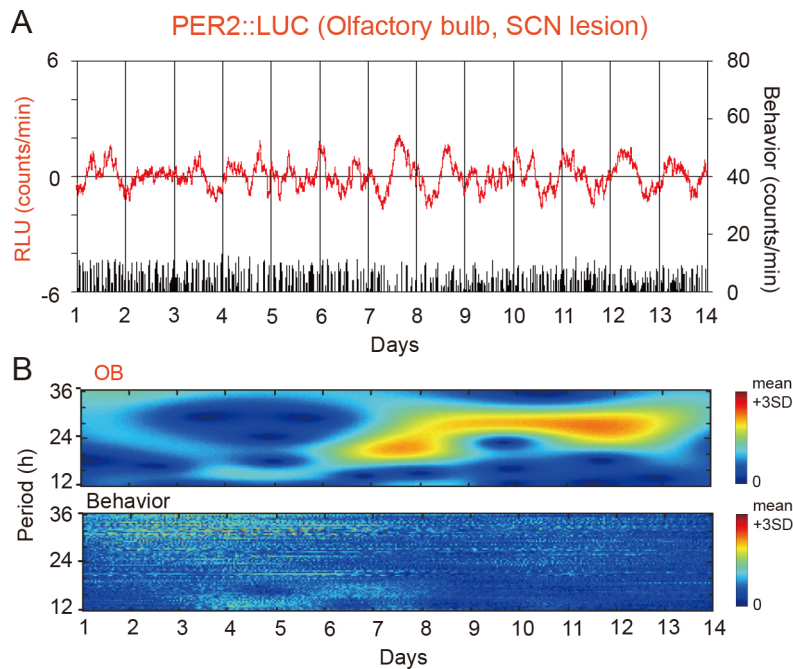 A
PER2::LUC (Olfactory bulb, SCN lesion)
RLU (counts/min)
6
0
-6
80
60
40
20
0
Behavior (counts/min)
1 2 3 4 5 6 7 8 9 10 11 12 13 14
Days
B
OB
Period (h)
36
24
12
mean
+3SD
0
Behavior
36
24
12
mean
+3SD
0
1 2 3 4 5 6 7 8 9 10 11 12 13 14
Days